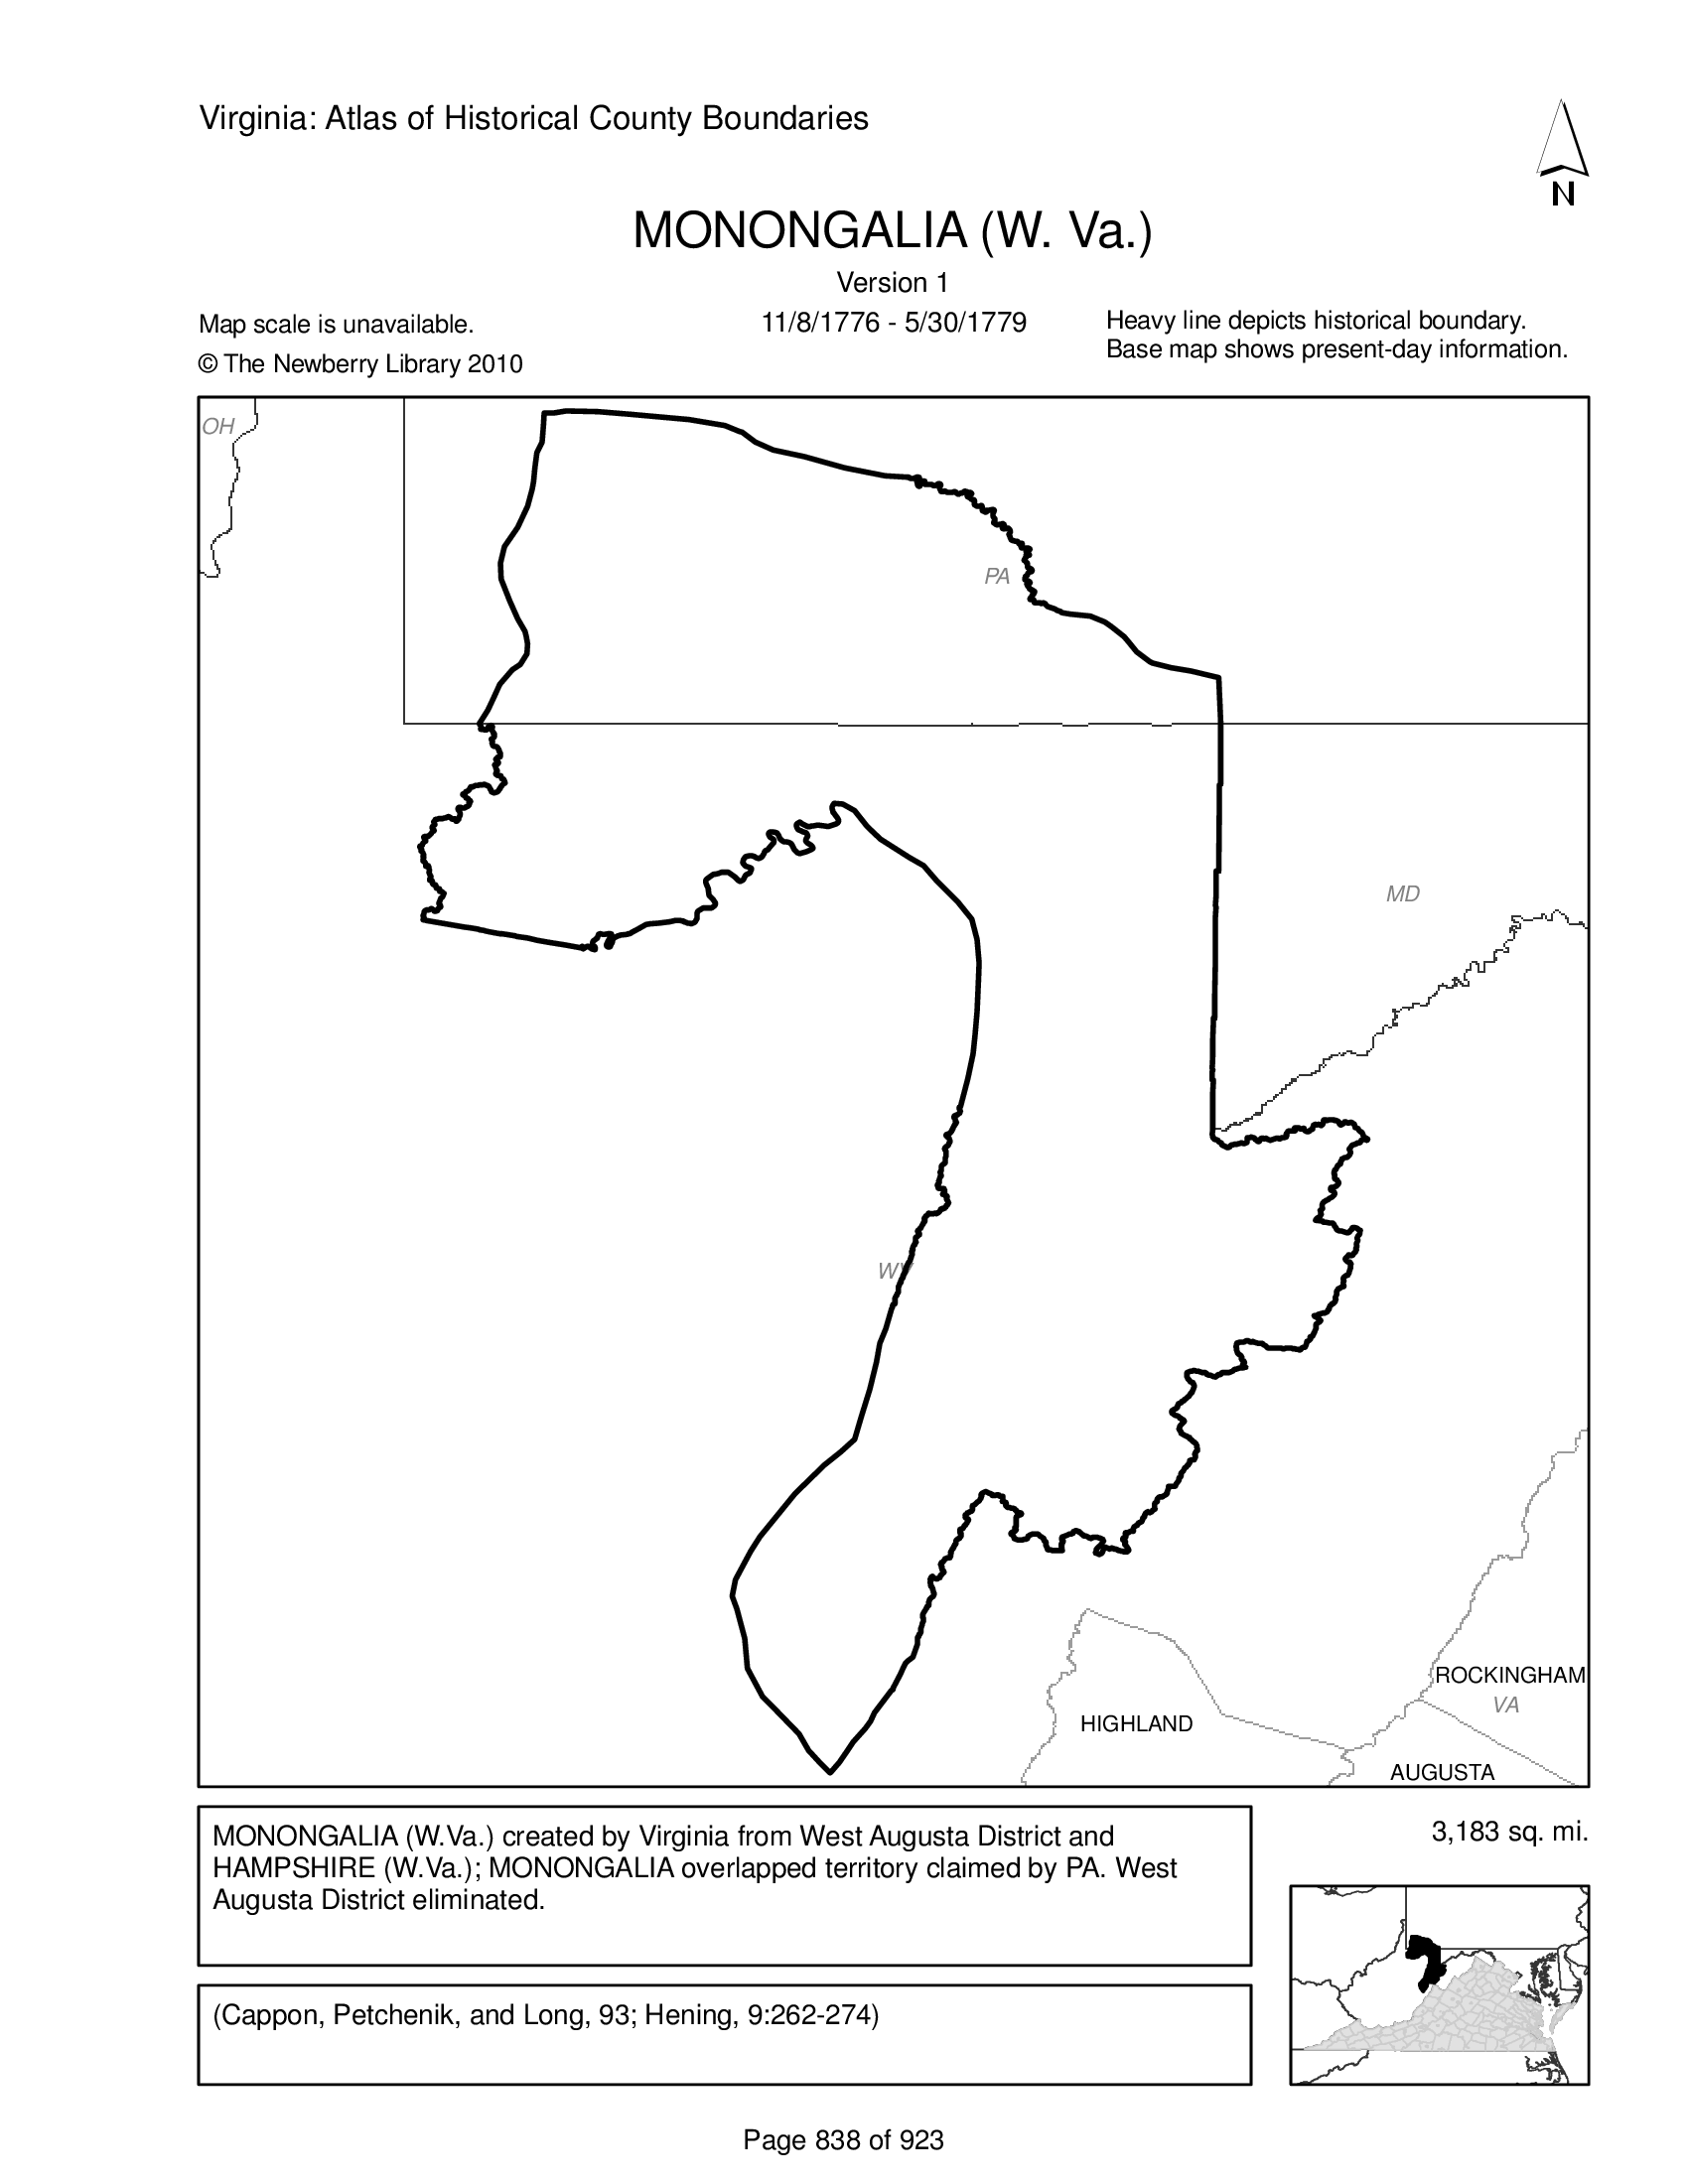 Virginia: Atlas of Historical County Boundaries
N
MONONGALIA (W. Va.)
Version 1
Map scale is unavailable.
11/8/1776 - 5/30/1779
Heavy line depicts historical boundary.
Base map shows present-day information.
© The Newberry Library 2010
OH
PA
MD
WV
ROCKINGHAM
VA
HIGHLAND
AUGUSTA
MONONGALIA (W.Va.) created by Virginia from West Augusta District and
HAMPSHIRE (W.Va.); MONONGALIA overlapped territory claimed by PA. West
Augusta District eliminated.
3,183 sq. mi.
(Cappon, Petchenik, and Long, 93; Hening, 9:262-274)
Page 838 of 923